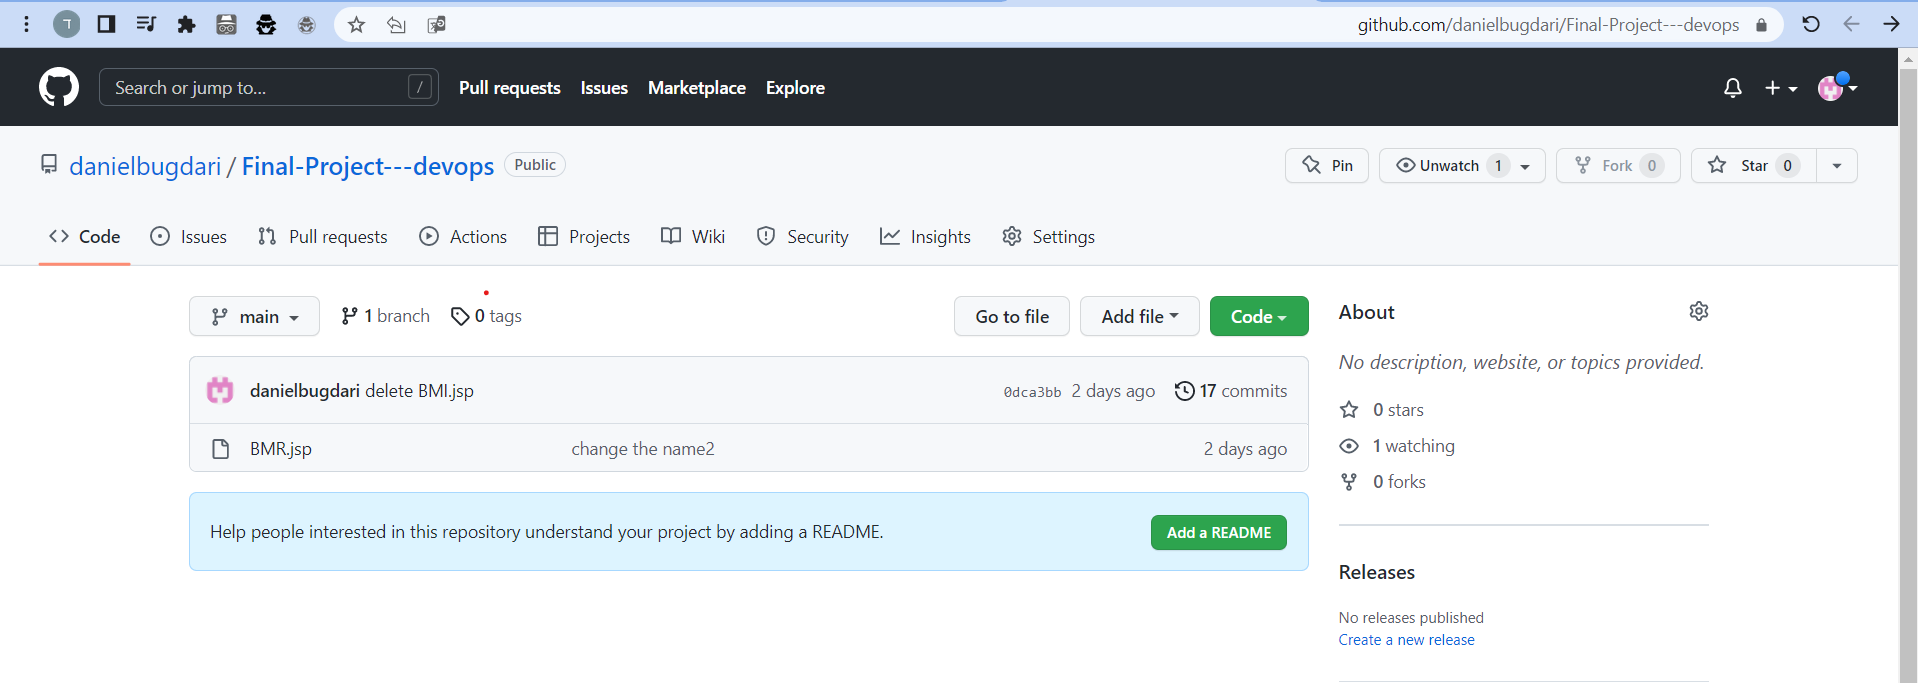 ד
github.com/danielbugdari/Final-Project---devops
Search or jump to... /
Pull requests Issues Marketplace Explore
danielbugdari / Final-Project---devops Public
Pin Unwatch 1 Fork 0 Star 0
Code Issues Pull requests Actions Projects Wiki Security Insights Settings
main 1 branch 0 tags Go to file Add file Code
danielbugdari delete BMI.jsp 0dca3bb 2 days ago 17 commits
BMR.jsp change the name2 2 days ago
Help people interested in this repository understand your project by adding a README. Add a README
About
No description, website, or topics provided.
0 stars
1 watching
0 forks
Releases
No releases published
Create a new release